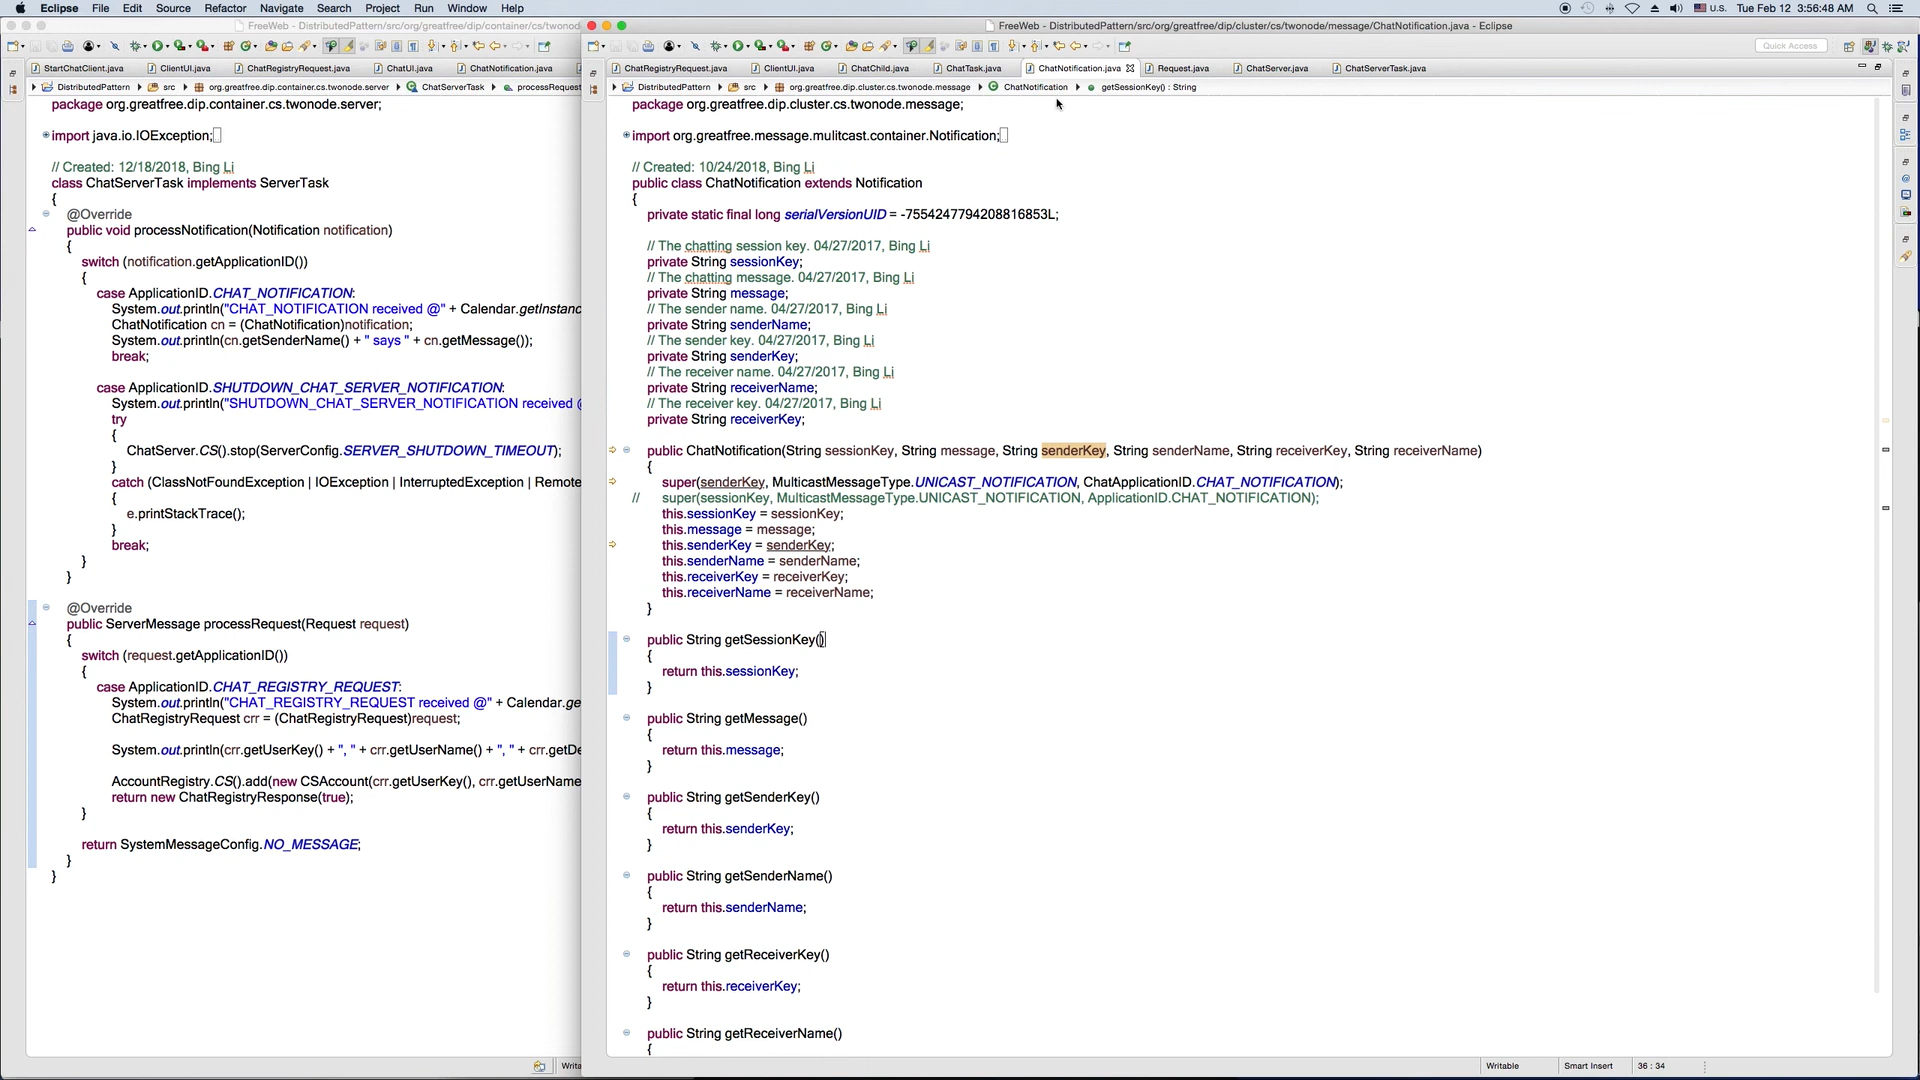 Eclipse File Edit Source Refactor Navigate Search Project Run Window Help
U.S. Tue Feb 12 3:56:48 AM
FreeWeb - DistributedPattern/src/org/greatfree/dip/container/cs/twonod
StartChatClient.java ClientUI.java ChatRegistryRequest.java ChatUI.java ChatNotification.java
DistributedPattern src org.greatfree.dip.container.cs.twonode.server ChatServerTask processRequest
package org.greatfree.dip.container.cs.twonode.server;
import java.io.IOException;
// Created: 12/18/2018, Bing Li
class ChatServerTask implements ServerTask
{
@Override
public void processNotification(Notification notification)
{
switch (notification.getApplicationID())
{
case ApplicationID.CHAT_NOTIFICATION:
System.out.println("CHAT_NOTIFICATION received @" + Calendar.getInstanc
ChatNotification cn = (ChatNotification)notification;
System.out.println(cn.getSenderName() + " says " + cn.getMessage());
break;
case ApplicationID.SHUTDOWN_CHAT_SERVER_NOTIFICATION:
System.out.println("SHUTDOWN_CHAT_SERVER_NOTIFICATION received @
try
{
ChatServer.CS().stop(ServerConfig.SERVER_SHUTDOWN_TIMEOUT);
}
catch (ClassNotFoundException | IOException | InterruptedException | Remote
{
e.printStackTrace();
}
break;
}
}
@Override
public ServerMessage processRequest(Request request)
{
switch (request.getApplicationID())
{
case ApplicationID.CHAT_REGISTRY_REQUEST:
System.out.println("CHAT_REGISTRY_REQUEST received @" + Calendar.ge
ChatRegistryRequest crr = (ChatRegistryRequest)request;
System.out.println(crr.getUserKey() + ", " + crr.getUserName() + ", " + crr.getDe
AccountRegistry.CS().add(new CSAccount(crr.getUserKey(), crr.getUserName
return new ChatRegistryResponse(true);
}
return SystemMessageConfig.NO_MESSAGE;
}
}
Writa
FreeWeb - DistributedPattern/src/org/greatfree/dip/cluster/cs/twonode/message/ChatNotification.java - Eclipse
Quick Access
ChatRegistryRequest.java ClientUI.java ChatChild.java ChatTask.java ChatNotification.java Request.java ChatServer.java ChatServerTask.java
DistributedPattern src org.greatfree.dip.cluster.cs.twonode.message ChatNotification getSessionKey() : String
package org.greatfree.dip.cluster.cs.twonode.message;
import org.greatfree.message.mulitcast.container.Notification;
// Created: 10/24/2018, Bing Li
public class ChatNotification extends Notification
{
private static final long serialVersionUID = -7554247794208816853L;
// The chatting session key. 04/27/2017, Bing Li
private String sessionKey;
// The chatting message. 04/27/2017, Bing Li
private String message;
// The sender name. 04/27/2017, Bing Li
private String senderName;
// The sender key. 04/27/2017, Bing Li
private String senderKey;
// The receiver name. 04/27/2017, Bing Li
private String receiverName;
// The receiver key. 04/27/2017, Bing Li
private String receiverKey;
public ChatNotification(String sessionKey, String message, String senderKey, String senderName, String receiverKey, String receiverName)
{
super(senderKey, MulticastMessageType.UNICAST_NOTIFICATION, ChatApplicationID.CHAT_NOTIFICATION);
// super(sessionKey, MulticastMessageType.UNICAST_NOTIFICATION, ApplicationID.CHAT_NOTIFICATION);
this.sessionKey = sessionKey;
this.message = message;
this.senderKey = senderKey;
this.senderName = senderName;
this.receiverKey = receiverKey;
this.receiverName = receiverName;
}
public String getSessionKey()
{
return this.sessionKey;
}
public String getMessage()
{
return this.message;
}
public String getSenderKey()
{
return this.senderKey;
}
public String getSenderName()
{
return this.senderName;
}
public String getReceiverKey()
{
return this.receiverKey;
}
public String getReceiverName()
{
Writable Smart Insert 36 : 34